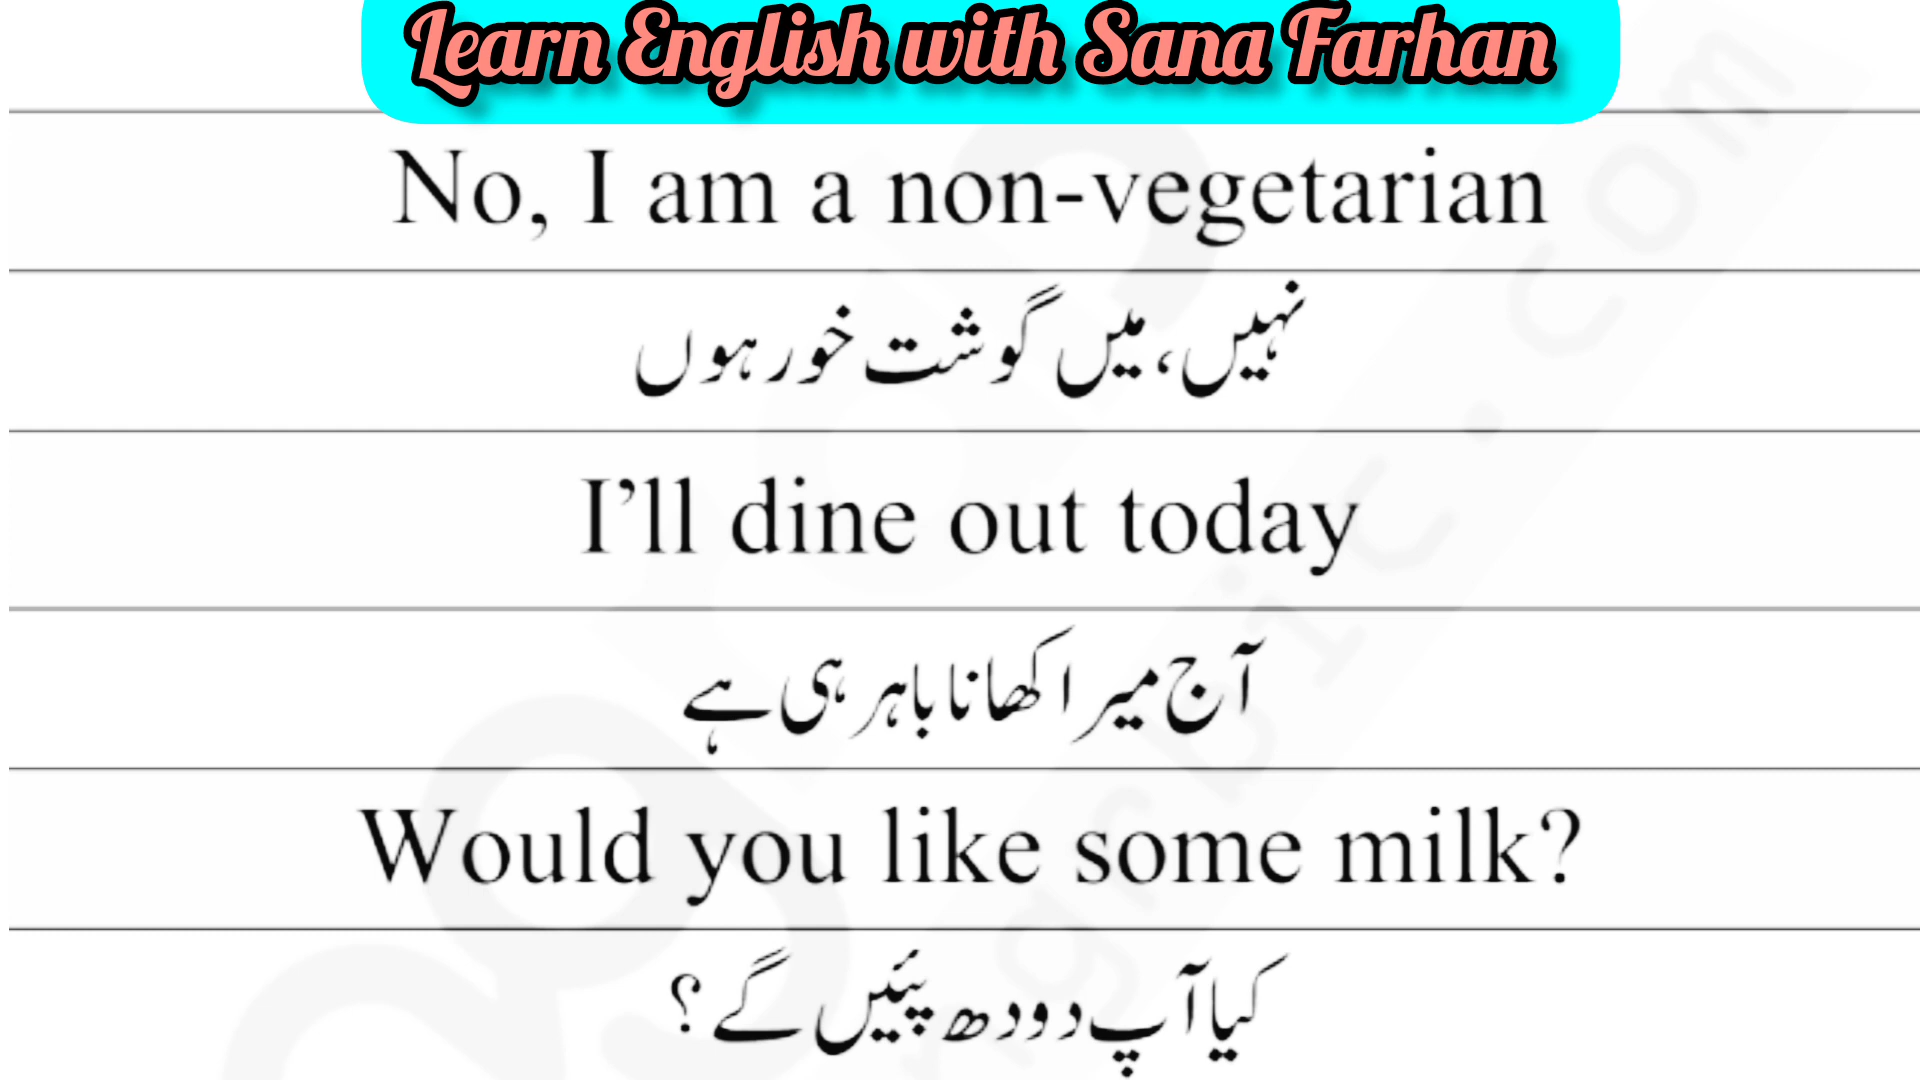 Learn English with Sana Farhan
No, I am a non-vegetarian
نہیں، میں گوشت خور ہوں
I’ll dine out today
آج میرا کھانا باہر ہی ہے
Would you like some milk?
کیا آپ دودھ پئیں گے؟